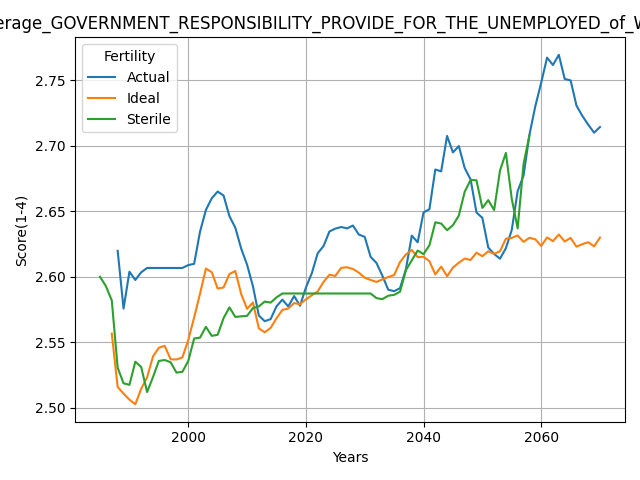 erage_GOVERNMENT_RESPONSIBILITY_PROVIDE_FOR_THE_UNEMPLOYED_of_W
Fertility
Actual
Ideal
Sterile
Score(1-4)
2.75
2.70
2.65
2.60
2.55
2.50
2000 2020 2040 2060
Years